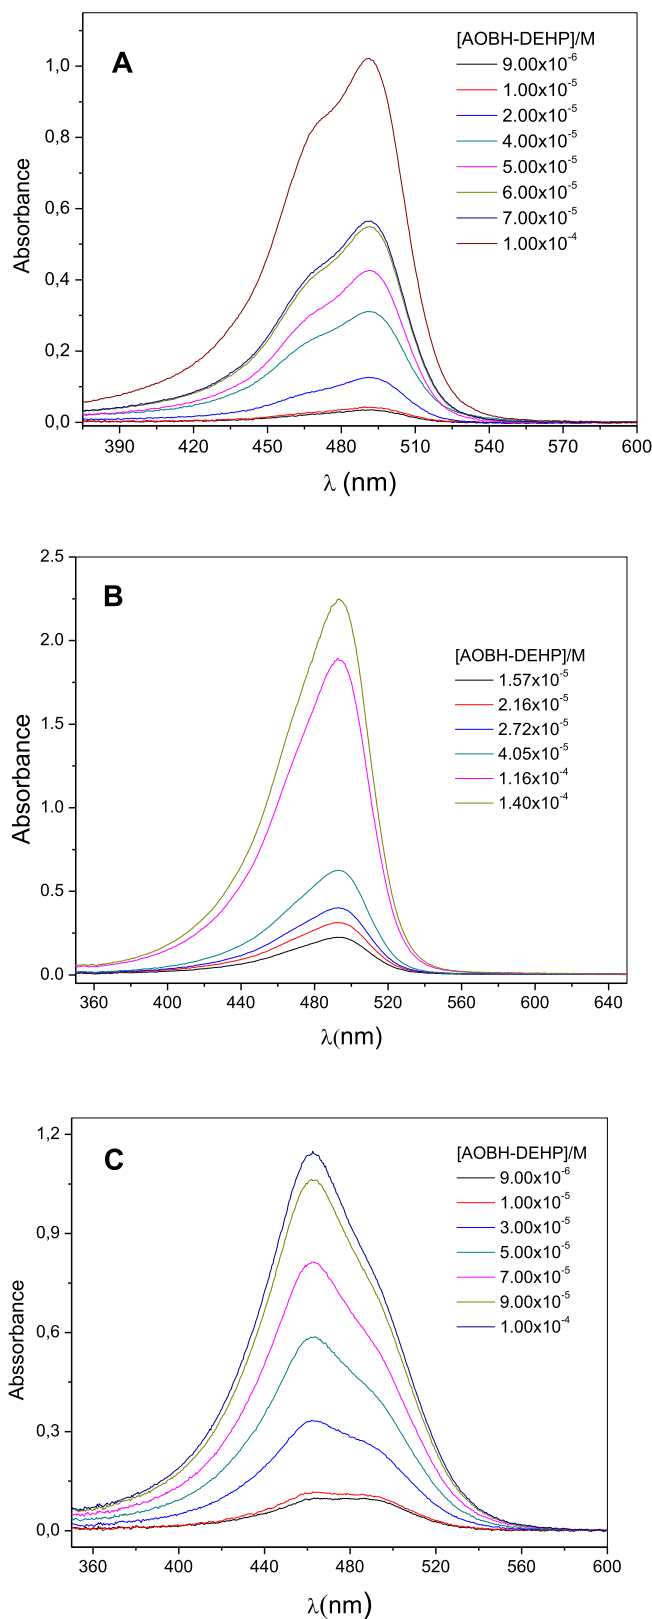 A
[AOBH-DEHP]/M
9.00x10⁻⁶
1.00x10⁻⁵
2.00x10⁻⁵
4.00x10⁻⁵
5.00x10⁻⁵
6.00x10⁻⁵
7.00x10⁻⁵
1.00x10⁻⁴
Absorbance
1,0
0,8
0,6
0,4
0,2
0,0
390 420 450 480 510 540 570 600
λ (nm)
B
[AOBH-DEHP]/M
1.57x10⁻⁵
2.16x10⁻⁵
2.72x10⁻⁵
4.05x10⁻⁵
1.16x10⁻⁴
1.40x10⁻⁴
Absorbance
2.5
2.0
1.5
1.0
0.5
0.0
360 400 440 480 520 560 600 640
λ(nm)
C
[AOBH-DEHP]/M
9.00x10⁻⁶
1.00x10⁻⁵
3.00x10⁻⁵
5.00x10⁻⁵
7.00x10⁻⁵
9.00x10⁻⁵
1.00x10⁻⁴
Abssorbance
1,2
0,9
0,6
0,3
0,0
360 400 440 480 520 560 600
λ(nm)